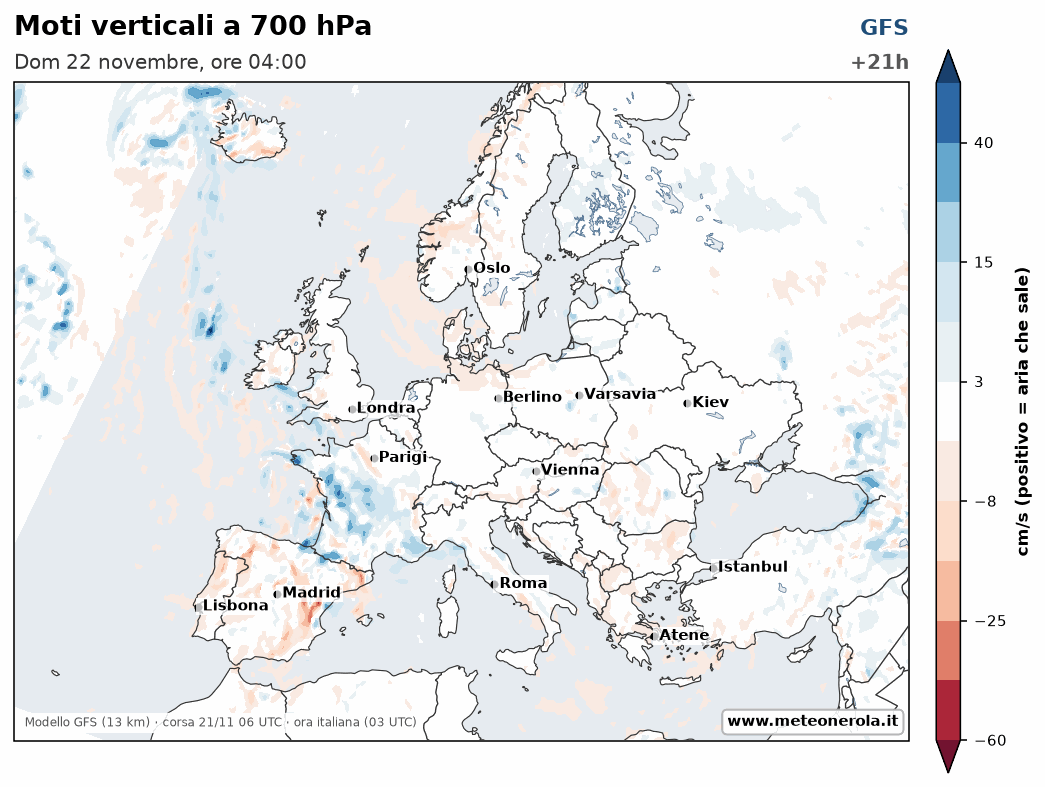 Moti verticali a 700 hPa
GFS
Dom 22 novembre, ore 04:00
+21h
40
15
3
−8
−25
−60
cm/s (positivo = aria che sale)
Oslo
Londra
Berlino
Varsavia
Kiev
Parigi
Vienna
Istanbul
Roma
Madrid
Lisbona
Atene
Modello GFS (13 km) · corsa 21/11 06 UTC · ora italiana (03 UTC)
www.meteonerola.it